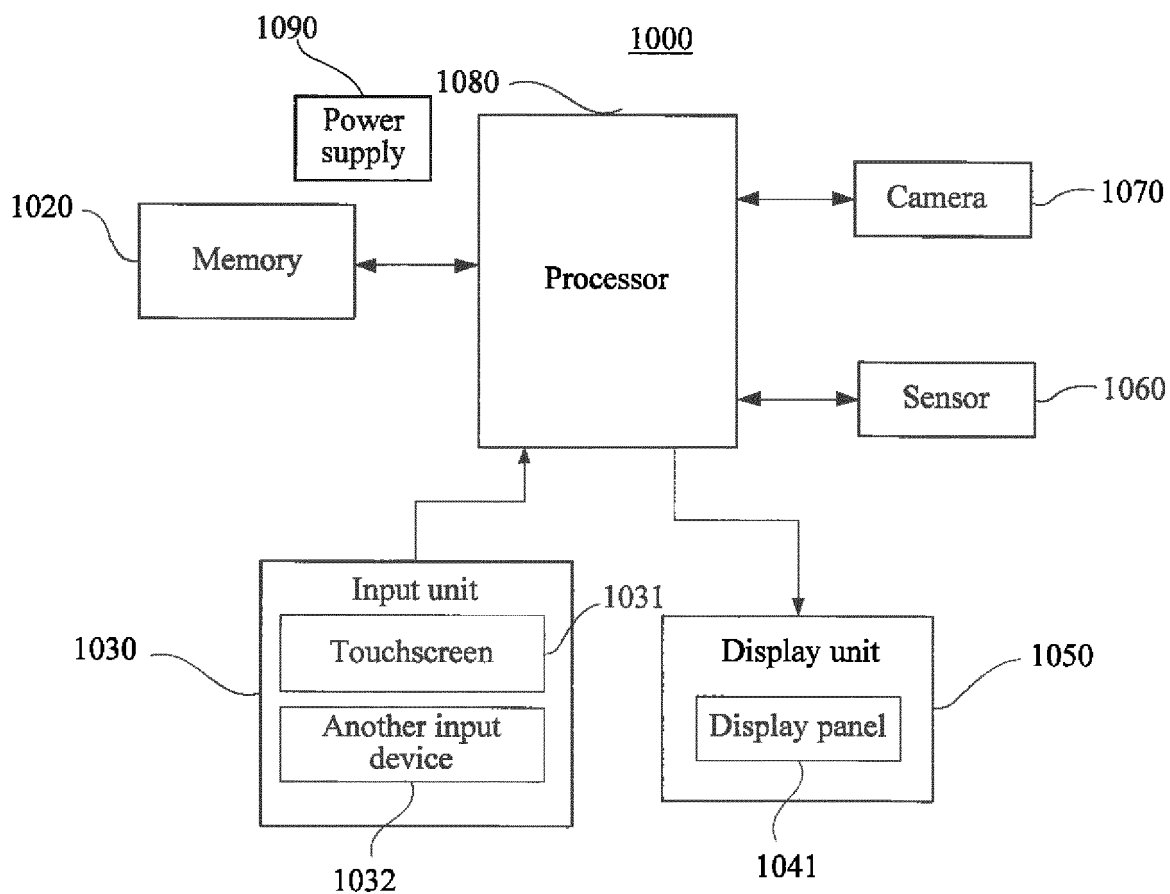 1090
1000
1080
Power
supply
1020
Memory
Processor
Camera
1070
Sensor
1060
Input unit
1031
Touchscreen
1030
Another input
device
1032
Display unit
1050
Display panel
1041